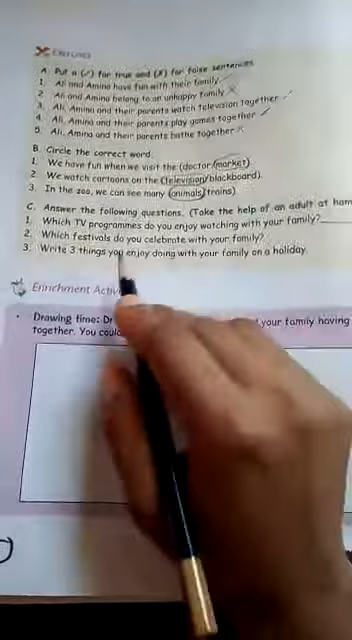 EXERCISES
A. Put a (✓) for true and (✗) for false sentences.
1. Ali and Amina have fun with their family. ✓
2. Ali and Amina belong to an unhappy family. ✗
3. Ali, Amina and their parents watch television together. ✓
4. Ali, Amina and their parents play games together. ✓
5. Ali, Amina and their parents bathe together. ✗
B. Circle the correct word.
1. We have fun when we visit the (doctor/market).
2. We watch cartoons on the (television/blackboard).
3. In the zoo, we can see many (animals/trains).
C. Answer the following questions. (Take the help of an adult at
1. Which TV programmes do you enjoy watching with your family?
2. Which festivals do you celebrate with your family?
3. Write 3 things you enjoy doing with your family on a holiday.
Enrichment
Drawing time: your family having
together. You